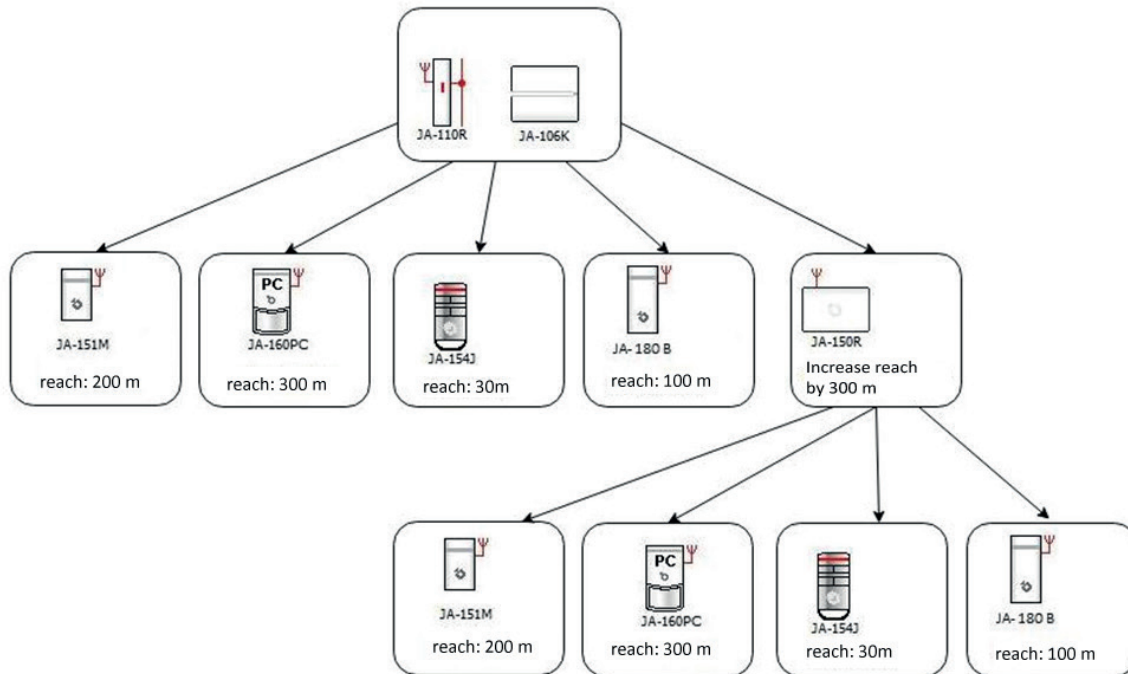 JA-110R
JA-106K
PC
JA-151M
JA-160PC
JA-154J
JA- 180 B
JA-150R
reach: 200 m
reach: 300 m
reach: 30m
reach: 100 m
Increase reach
by 300 m
PC
JA-151M
JA-160PC
JA-154J
JA- 180 B
reach: 200 m
reach: 300 m
reach: 30m
reach: 100 m